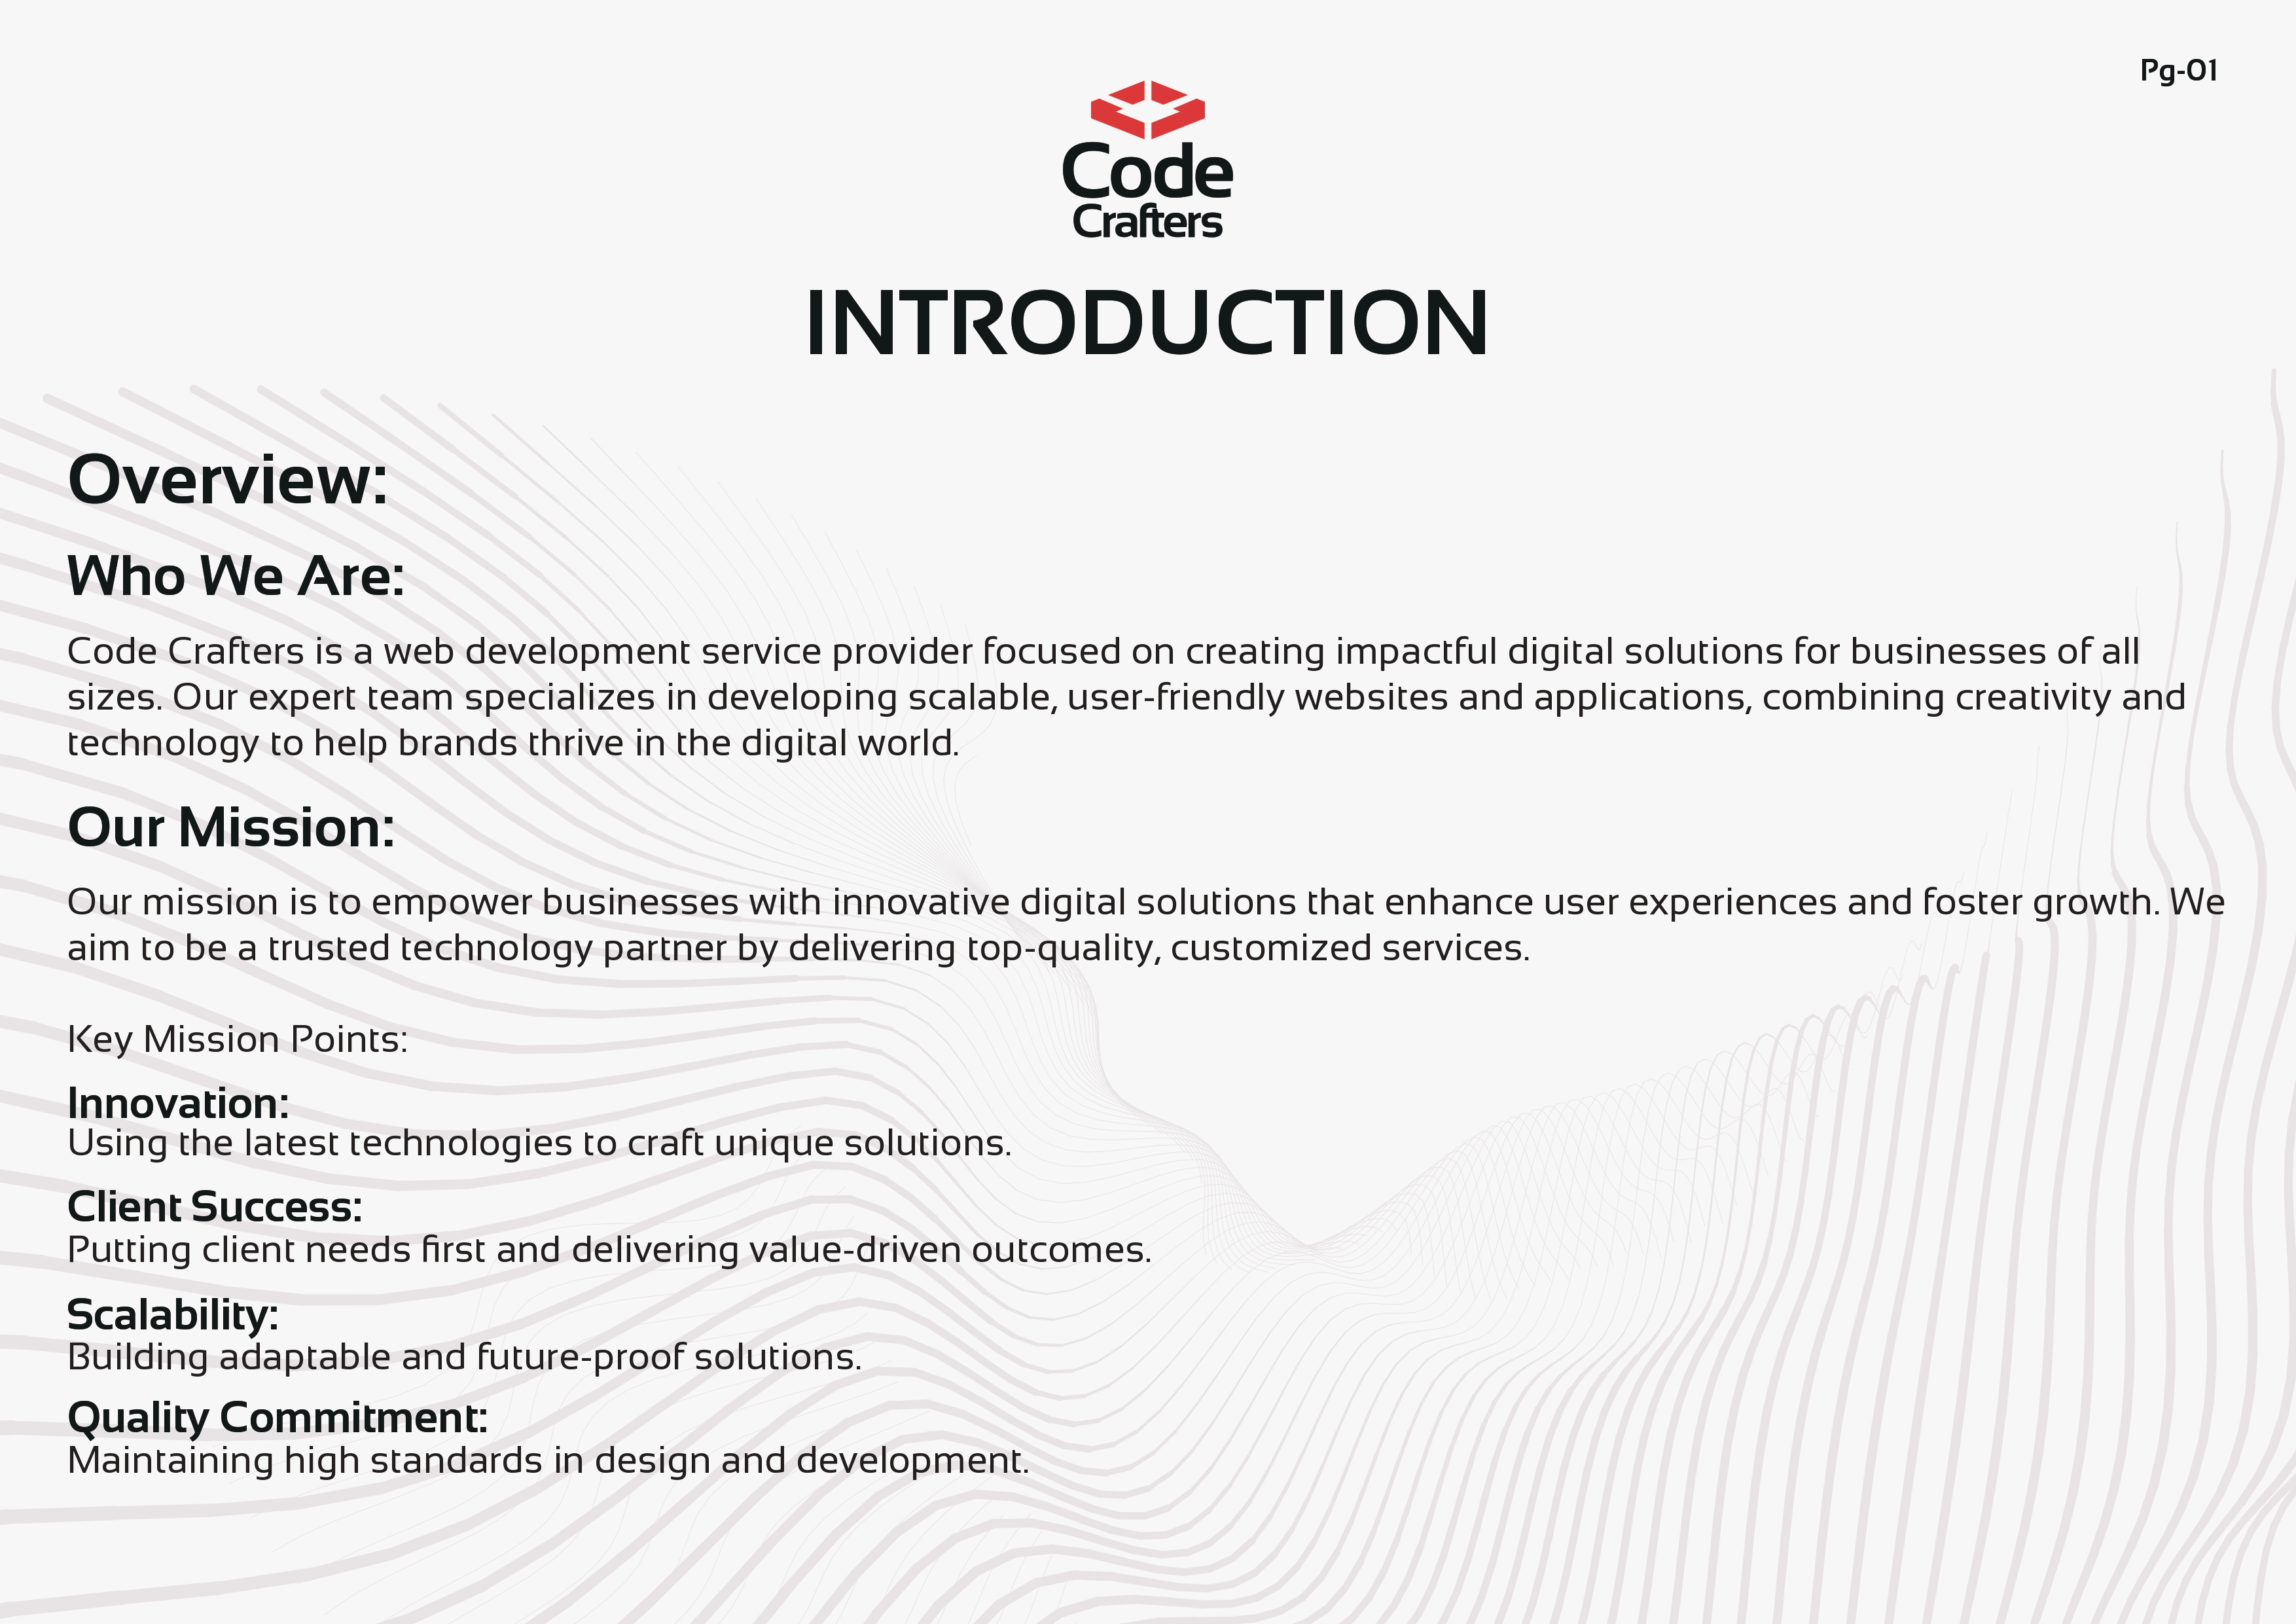 Pg-01
Code
Crafters
INTRODUCTION
Overview:
Who We Are:
Code Crafters is a web development service provider focused on creating impactful digital solutions for businesses of all
sizes. Our expert team specializes in developing scalable, user-friendly websites and applications, combining creativity and
technology to help brands thrive in the digital world.
Our Mission:
Our mission is to empower businesses with innovative digital solutions that enhance user experiences and foster growth. We
aim to be a trusted technology partner by delivering top-quality, customized services.
Key Mission Points:
Innovation:
Using the latest technologies to craft unique solutions.
Client Success:
Putting client needs first and delivering value-driven outcomes.
Scalability:
Building adaptable and future-proof solutions.
Quality Commitment:
Maintaining high standards in design and development.